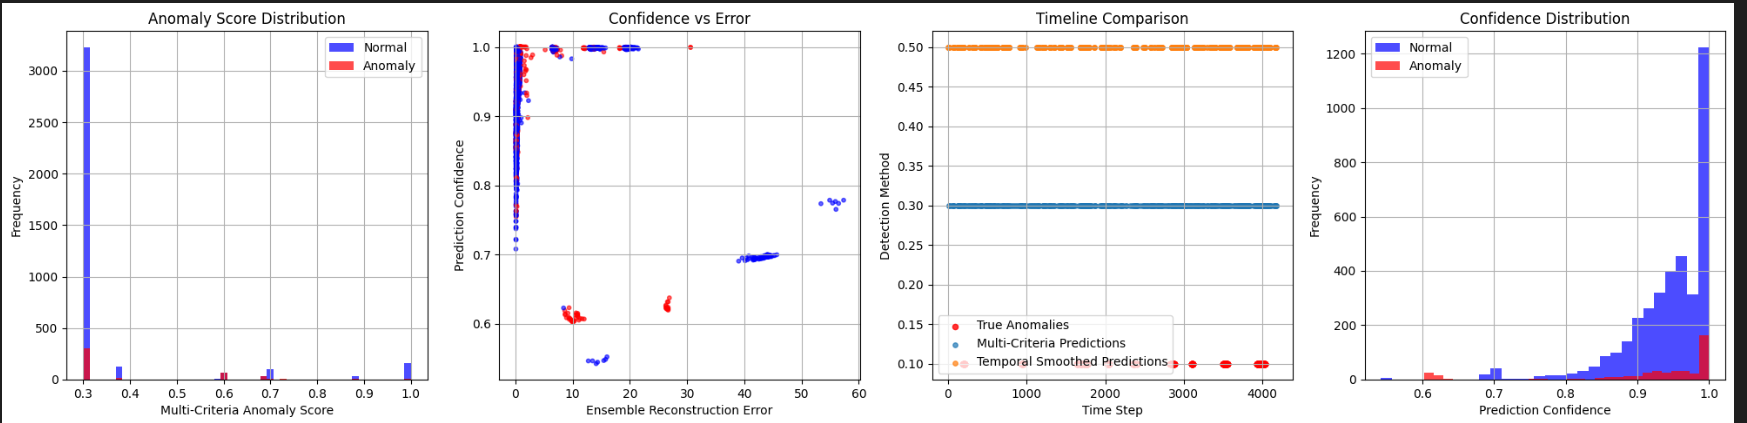 Anomaly Score Distribution
Normal
Anomaly
3000
2500
2000
1500
1000
500
0
Frequency
0.3 0.4 0.5 0.6 0.7 0.8 0.9 1.0
Multi-Criteria Anomaly Score
Confidence vs Error
1.0
0.9
0.8
0.7
0.6
Prediction Confidence
0 10 20 30 40 50 60
Ensemble Reconstruction Error
Timeline Comparison
0.50
0.45
0.40
0.35
0.30
0.25
0.20
0.15
0.10
Detection Method
True Anomalies
Multi-Criteria Predictions
Temporal Smoothed Predictions
0 1000 2000 3000 4000
Time Step
Confidence Distribution
Normal
Anomaly
1200
1000
800
600
400
200
0
Frequency
0.6 0.7 0.8 0.9 1.0
Prediction Confidence